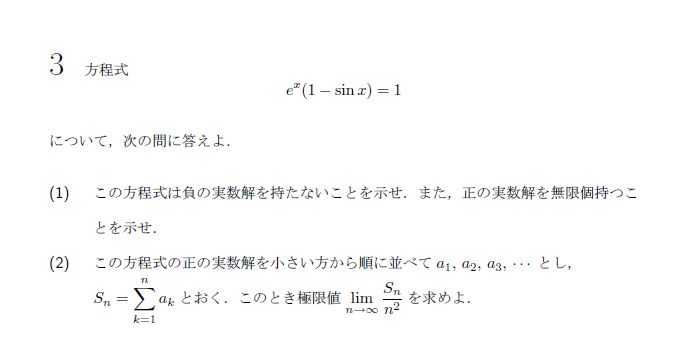 3 方程式
e^x(1 − sin x) = 1
について，次の問に答えよ．
(1) この方程式は負の実数解を持たないことを示せ．また，正の実数解を無限個持つこ
とを示せ．
(2) この方程式の正の実数解を小さい方から順に並べて a_1, a_2, a_3, ⋯ とし，
S_n = \sum_{k=1}^{n} a_k とおく．このとき極限値 \lim_{n→∞} \frac{S_n}{n^2} を求めよ．